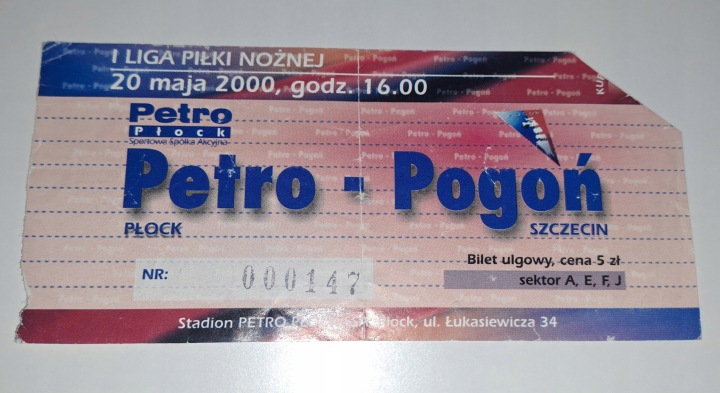 I LIGA PIŁKI NOŻNEJ
20 maja 2000, godz. 16.00
Petro
Płock
Sportowa Spółka Akcyjna
Petro - Pogoń
PŁOCK SZCZECIN
Bilet ulgowy, cena 5 zł
NR: 000147
sektor A, E, F, J
Stadion PETRO ul. Łukasiewicza 34